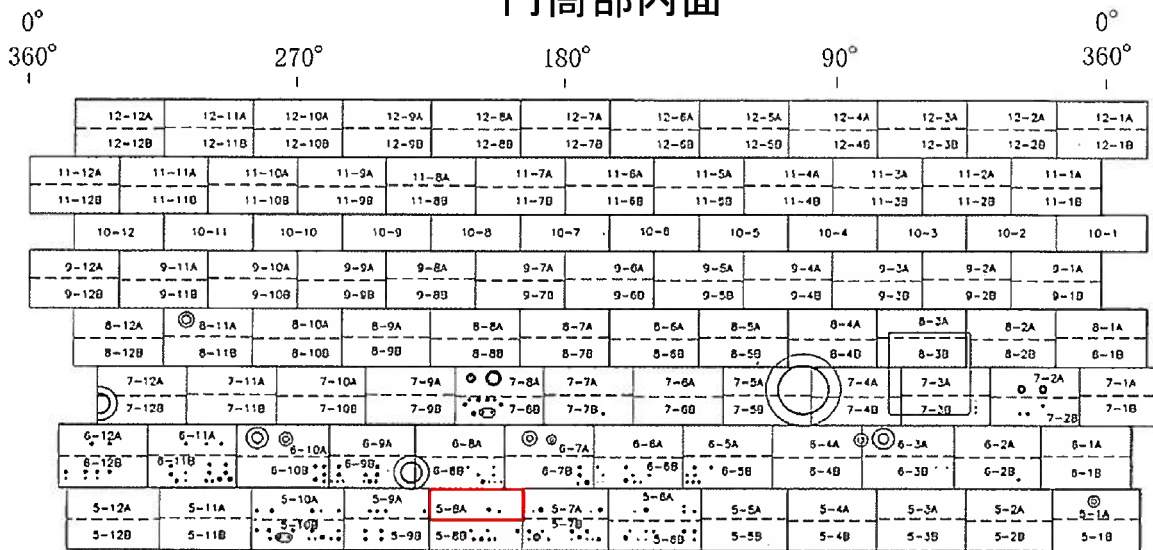 円筒部内面
0° 0°
360° 270° 180° 90° 360°
12-12A 12-11A 12-10A 12-9A 12-8A 12-7A 12-6A 12-5A 12-4A 12-3A 12-2A 12-1A
12-12B 12-11B 12-10B 12-9B 12-8B 12-7B 12-6B 12-5B 12-4B 12-3B 12-2B 12-1B
11-12A 11-11A 11-10A 11-9A 11-8A 11-7A 11-6A 11-5A 11-4A 11-3A 11-2A 11-1A
11-12B 11-11B 11-10B 11-9B 11-8B 11-7B 11-6B 11-5B 11-4B 11-3B 11-2B 11-1B
10-12 10-11 10-10 10-9 10-8 10-7 10-6 10-5 10-4 10-3 10-2 10-1
9-12A 9-11A 9-10A 9-9A 9-8A 9-7A 9-6A 9-5A 9-4A 9-3A 9-2A 9-1A
9-12B 9-11B 9-10B 9-9B 9-8B 9-7B 9-6B 9-5B 9-4B 9-3B 9-2B 9-1B
8-12A 8-11A 8-10A 8-9A 8-8A 8-7A 8-6A 8-5A 8-4A 8-3A 8-2A 8-1A
8-12B 8-11B 8-10B 8-9B 8-8B 8-7B 8-6B 8-5B 8-4B 8-3B 8-2B 8-1B
7-12A 7-11A 7-10A 7-9A 7-8A 7-7A 7-6A 7-5A 7-4A 7-3A 7-2A 7-1A
7-12B 7-11B 7-10B 7-9B 7-8B 7-7B 7-6B 7-5B 7-4B 7-3B 7-2B 7-1B
6-12A 6-11A 6-10A 6-9A 6-8A 6-7A 6-6A 6-5A 6-4A 6-3A 6-2A 6-1A
6-12B 6-11B 6-10B 6-9B 6-8B 6-7B 6-6B 6-5B 6-4B 6-3B 6-2B 6-1B
5-12A 5-11A 5-10A 5-9A 5-8A 5-7A 5-6A 5-5A 5-4A 5-3A 5-2A 5-1A
5-12B 5-11B 5-10B 5-9B 5-8B 5-7B 5-6B 5-5B 5-4B 5-3B 5-2B 5-1B